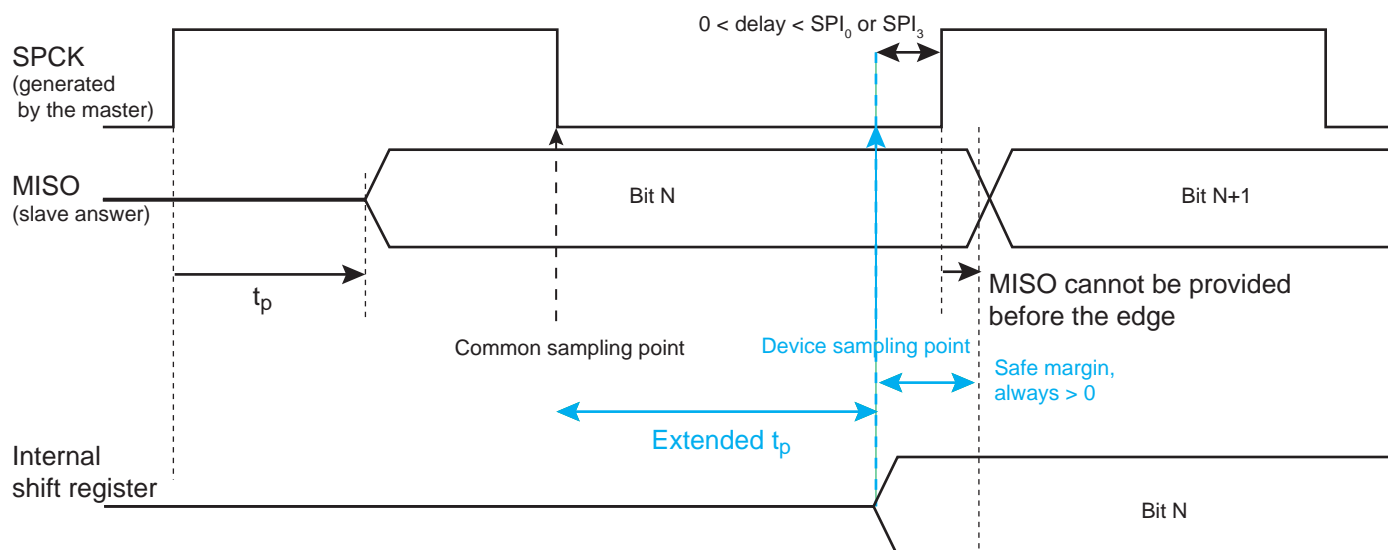 0 < delay < SPI0 or SPI3
SPCK
(generated
by the master)
MISO
(slave answer)
Bit N
Bit N+1
tp
MISO cannot be provided
before the edge
Common sampling point
Device sampling point
Safe margin,
always > 0
Extended tp
Internal
shift register
Bit N